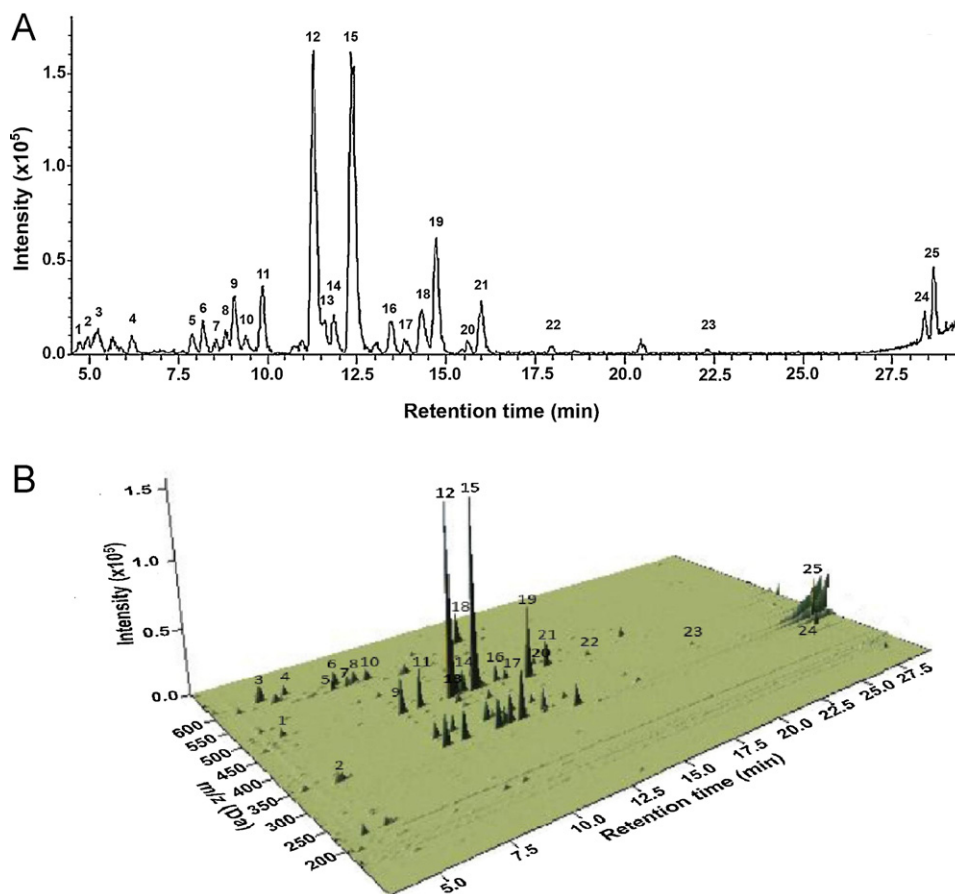 A
Intensity (x10⁵)
1.5
1.0
0.5
0.0
1 2 3 4 5 6 7 8 9 10 11 12 13 14 15 16 17 18 19 20 21 22 23 24 25
5.0 7.5 10.0 12.5 15.0 17.5 20.0 22.5 25.0 27.5
Retention time (min)
B
Intensity (x10⁵)
1.5
1.0
0.5
0.0
12 15
18 19 25
3 4 6 5 7 8 10 11 14 16 17 20 21 22 23 24
1 9 13
2
600 550 500 450 400 350 300 250 200
m/z (Da)
5.0 7.5 10.0 12.5 15.0 17.5 20.0 22.5 25.0 27.5
Retention time (min)